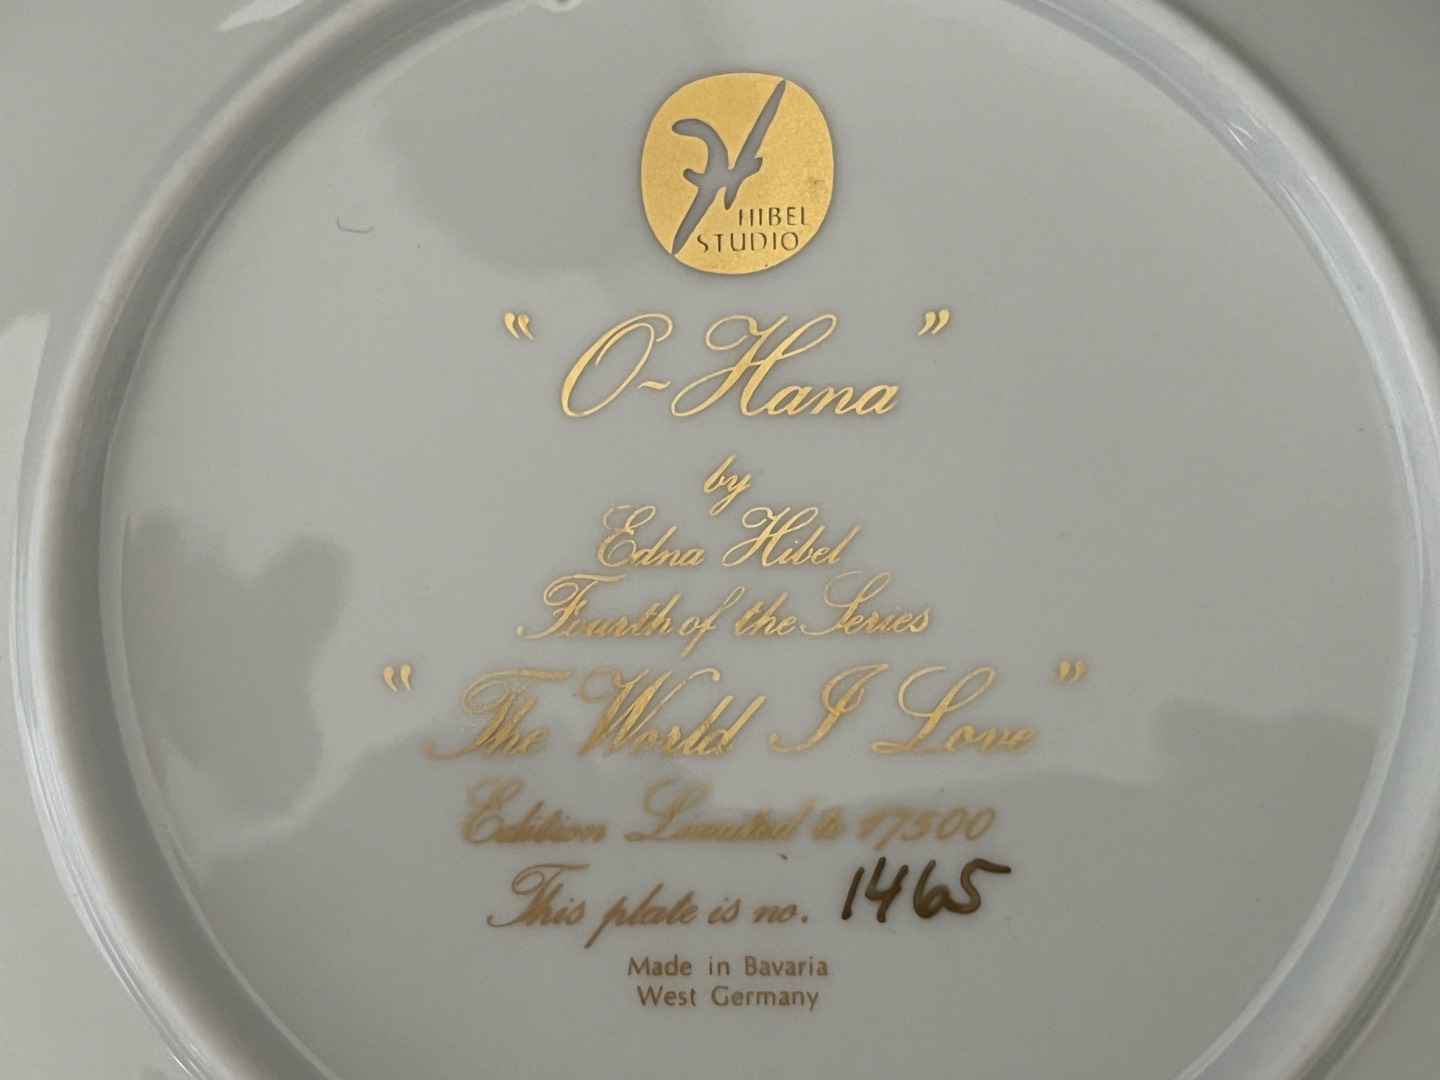 HIBEL
STUDIO
“ O~Hana ”
by
Edna Hibel
Fourth of the Series
“ The World I Love ”
Edition Limited to 17500
This plate is no. 1465
Made in Bavaria
West Germany